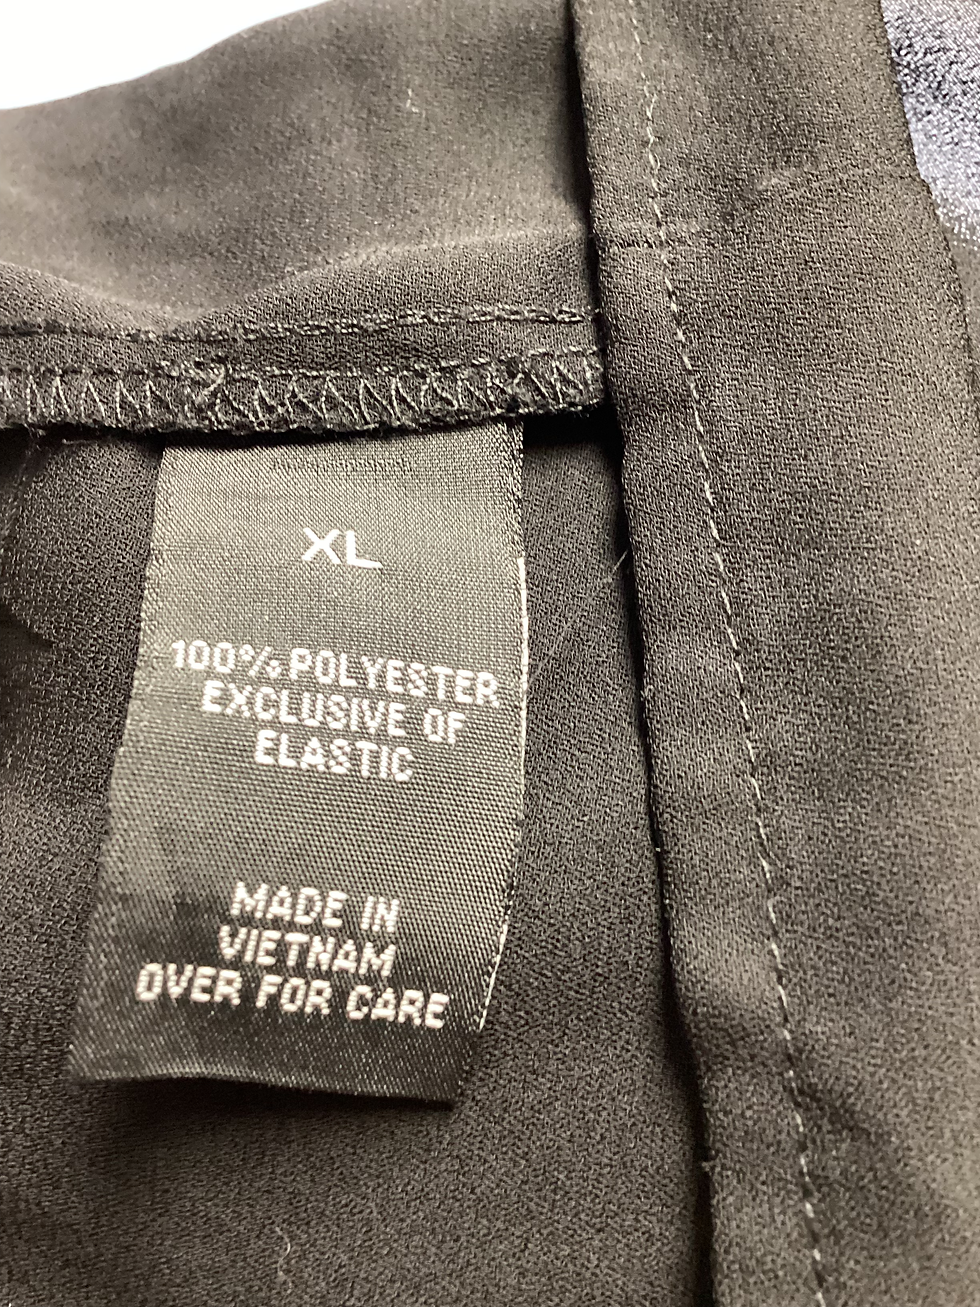 XL
100% POLYESTER
EXCLUSIVE OF
ELASTIC
MADE IN
VIETNAM
OVER FOR CARE